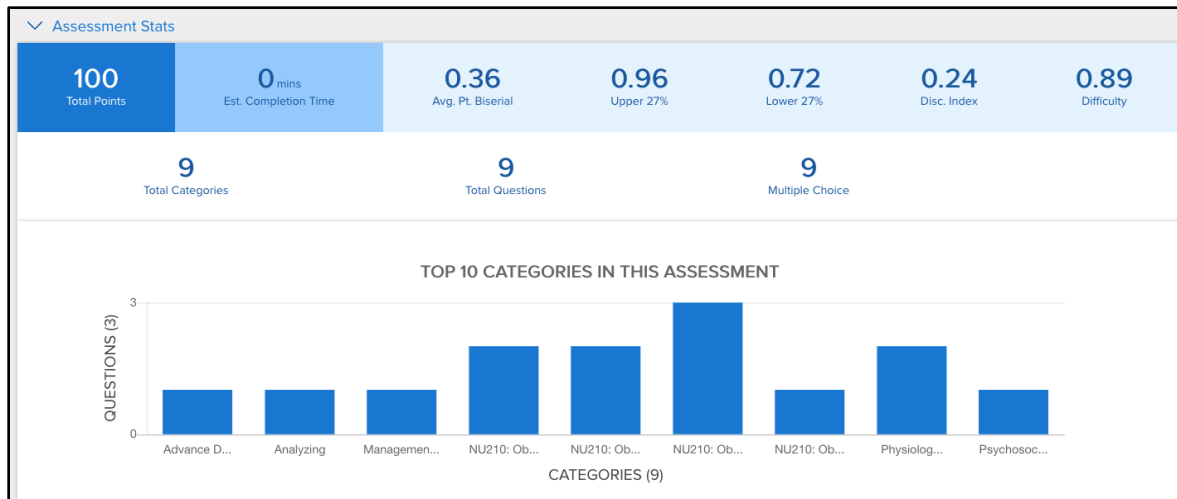 Assessment Stats
100
Total Points
0 mins
Est. Completion Time
0.36
Avg. Pt. Biserial
0.96
Upper 27%
0.72
Lower 27%
0.24
Disc. Index
0.89
Difficulty
9
Total Categories
9
Total Questions
9
Multiple Choice
TOP 10 CATEGORIES IN THIS ASSESSMENT
QUESTIONS (3)
3
0
Advance D...
Analyzing
Managemen...
NU210: Ob...
NU210: Ob...
NU210: Ob...
NU210: Ob...
Physiolog...
Psychosoc...
CATEGORIES (9)